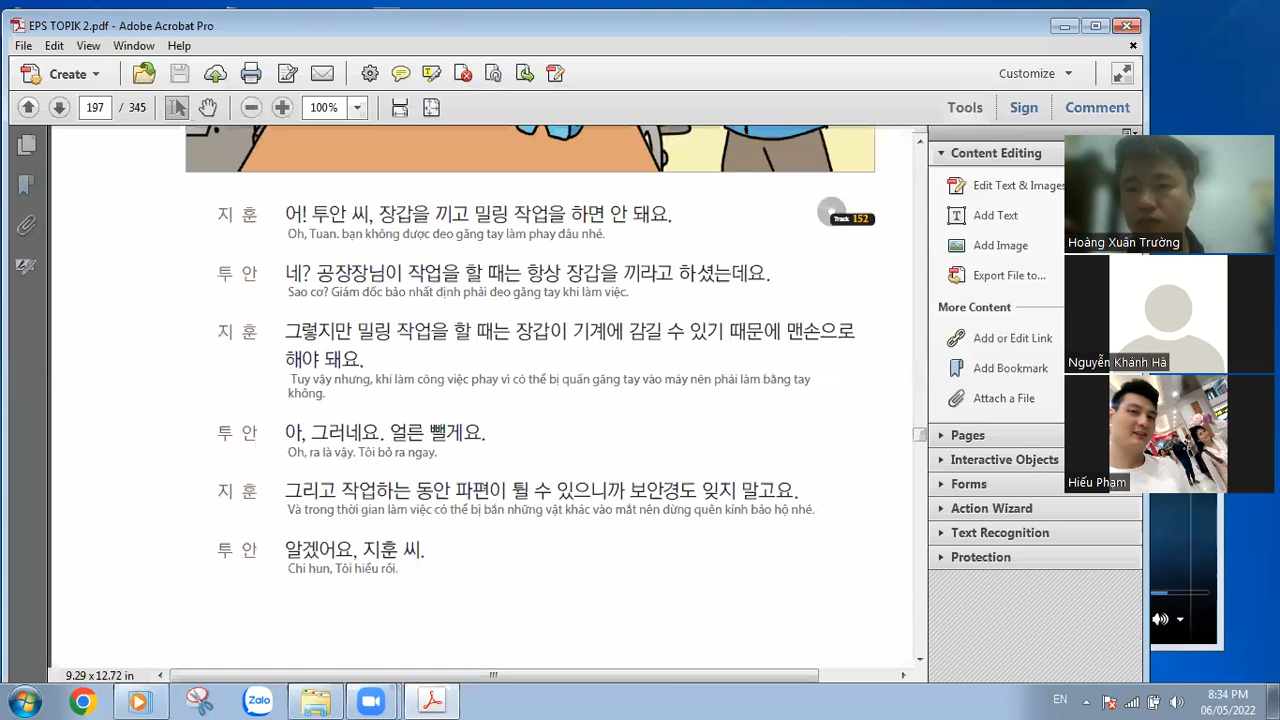 EPS TOPIK 2.pdf - Adobe Acrobat Pro
File Edit View Window Help
Create Customize
197 / 345 100% Tools Sign Comment
지 훈 어! 투안 씨, 장갑을 끼고 밀링 작업을 하면 안 돼요.
Track 152
Oh, Tuan. bạn không được đeo găng tay làm phay đâu nhé.
투 안 네? 공장장님이 작업을 할 때는 항상 장갑을 끼라고 하셨는데요.
Sao cơ? Giám đốc bảo nhất định phải đeo găng tay khi làm việc.
지 훈 그렇지만 밀링 작업을 할 때는 장갑이 기계에 감길 수 있기 때문에 맨손으로
해야 돼요.
Tuy vậy nhưng, khi làm công việc phay vì có thể bị quấn găng tay vào máy nên phải làm bằng tay
không.
투 안 아, 그러네요. 얼른 뺄게요.
Oh, ra là vậy. Tôi bỏ ra ngay.
지 훈 그리고 작업하는 동안 파편이 튈 수 있으니까 보안경도 잊지 말고요.
Và trong thời gian làm việc có thể bị bắn những vật khác vào mắt nên đừng quên kính bảo hộ nhé.
투 안 알겠어요, 지훈 씨.
Chi hun, Tôi hiểu rồi.
9.29 x 12.72 in
Content Editing
Edit Text & Images
Add Text
Add Image
Export File to...
More Content
Add or Edit Link
Add Bookmark
Attach a File
Pages
Interactive Objects
Forms
Action Wizard
Text Recognition
Protection
Hoàng Xuân Trường
Nguyễn Khánh Hà
Hiếu Phạm
Zalo
EN
8:34 PM
06/05/2022